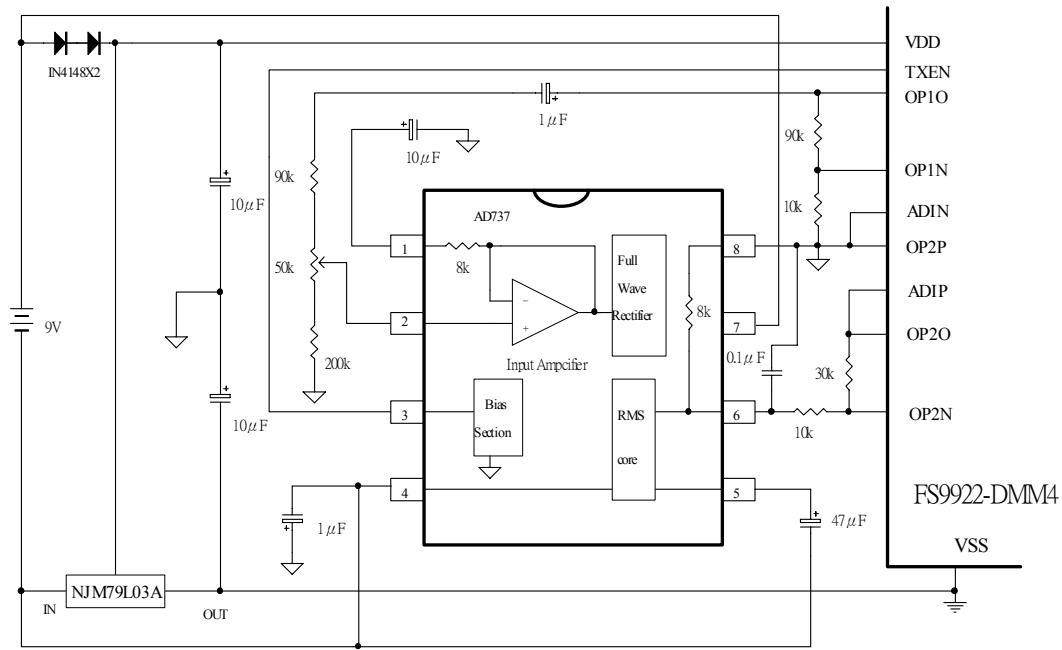 VDD
IN4148X2
TXEN
OP1O
1μF
10μF
90k
90k
OP1N
10μF
10k
ADIN
AD737
OP2P
1
8k
Full
Wave
Rectifier
8
50k
ADIP
9V
2
−
+
8k
7
OP2O
0.1μF
200k
Input Ampcifier
30k
10μF
3
Bias
Section
RMS
core
6
10k
OP2N
4
5
FS9922-DMM4
1μF
47μF
VSS
NJM79L03A
IN
OUT